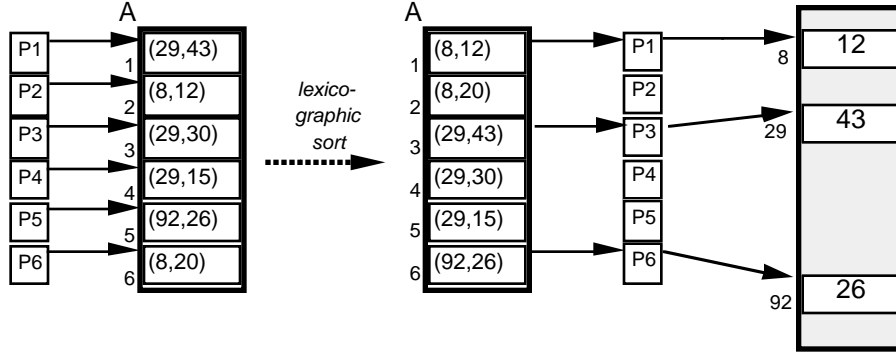 A
P1
P2
P3
P4
P5
P6
1
2
3
4
5
6
(29,43)
(8,12)
(29,30)
(29,15)
(92,26)
(8,20)
lexico-
graphic
sort
A
1
2
3
4
5
6
(8,12)
(8,20)
(29,43)
(29,30)
(29,15)
(92,26)
P1
P2
P3
P4
P5
P6
8
29
92
12
43
26